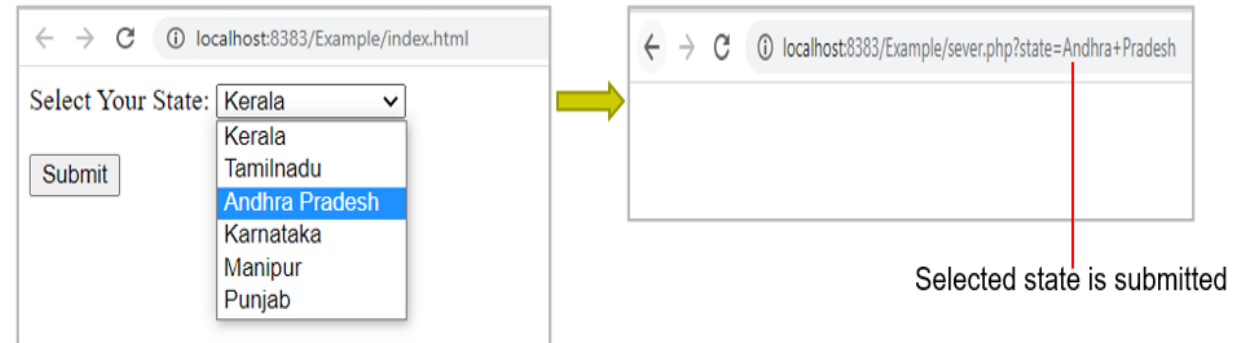 localhost:8383/Example/index.html
Select Your State: Kerala
Kerala
Tamilnadu
Andhra Pradesh
Karnataka
Manipur
Punjab
Submit
localhost:8383/Example/sever.php?state=Andhra+Pradesh
Selected state is submitted